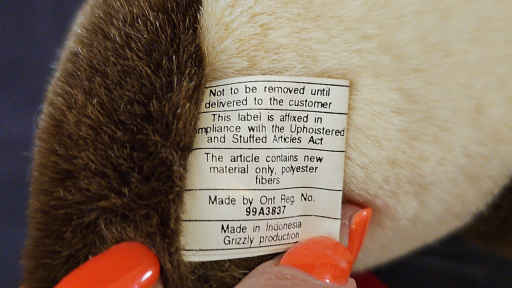 Not to be removed until
delivered to the customer
This label is affixed in
mpliance with the Uphoistered
and Stuffed Articles Act
The article contains new
material only, polyester
fibers
Made by Ont Reg. No.
99A3837
Made in Indonesia
Grizzly production